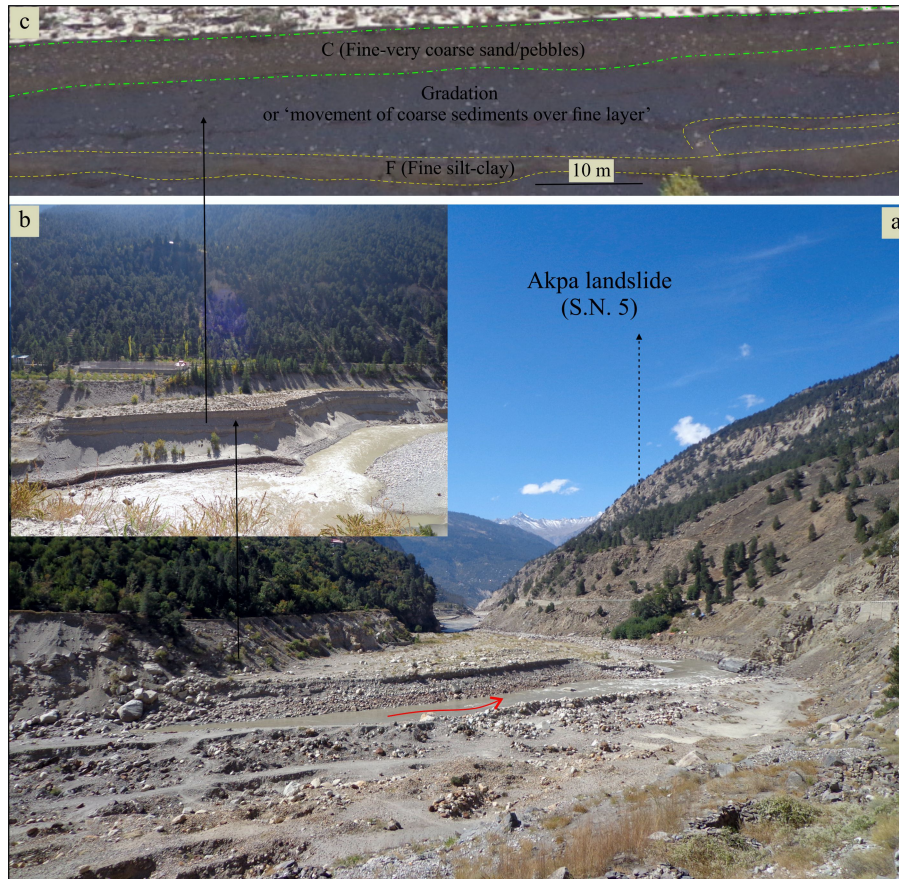 c
C (Fine-very coarse sand/pebbles)
Gradation
or ‘movement of coarse sediments over fine layer’
F (Fine silt-clay)
10 m
b
a
Akpa landslide
(S.N. 5)